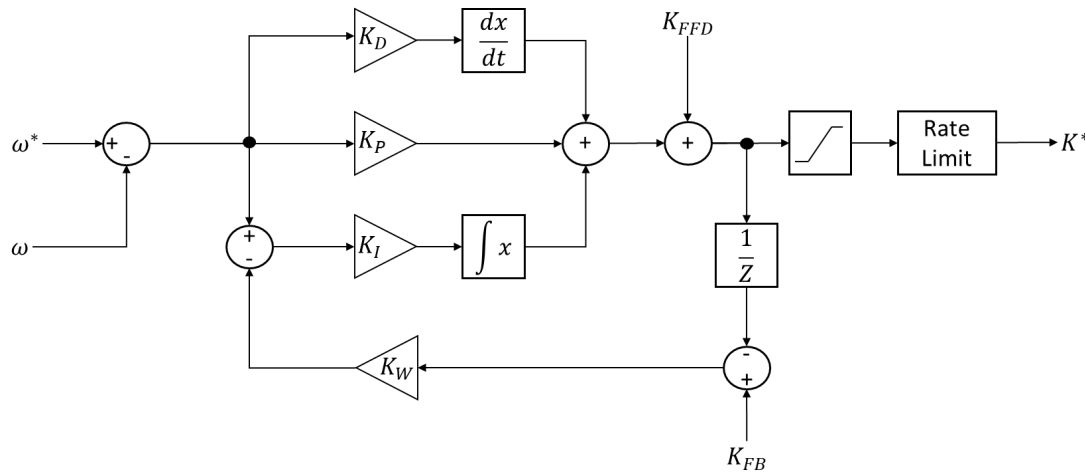 K_D
dx
dt
K_FFD
ω*
+
-
K_P
+
+
Rate
Limit
K*
ω
+
-
K_I
∫ x
1
Z
K_W
-
+
K_FB